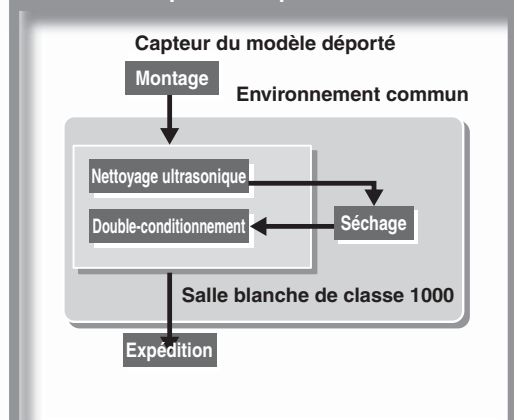 Capteur du modèle déporté
Montage
Environnement commun
Nettoyage ultrasonique
Double-conditionnement
Séchage
Salle blanche de classe 1000
Expédition